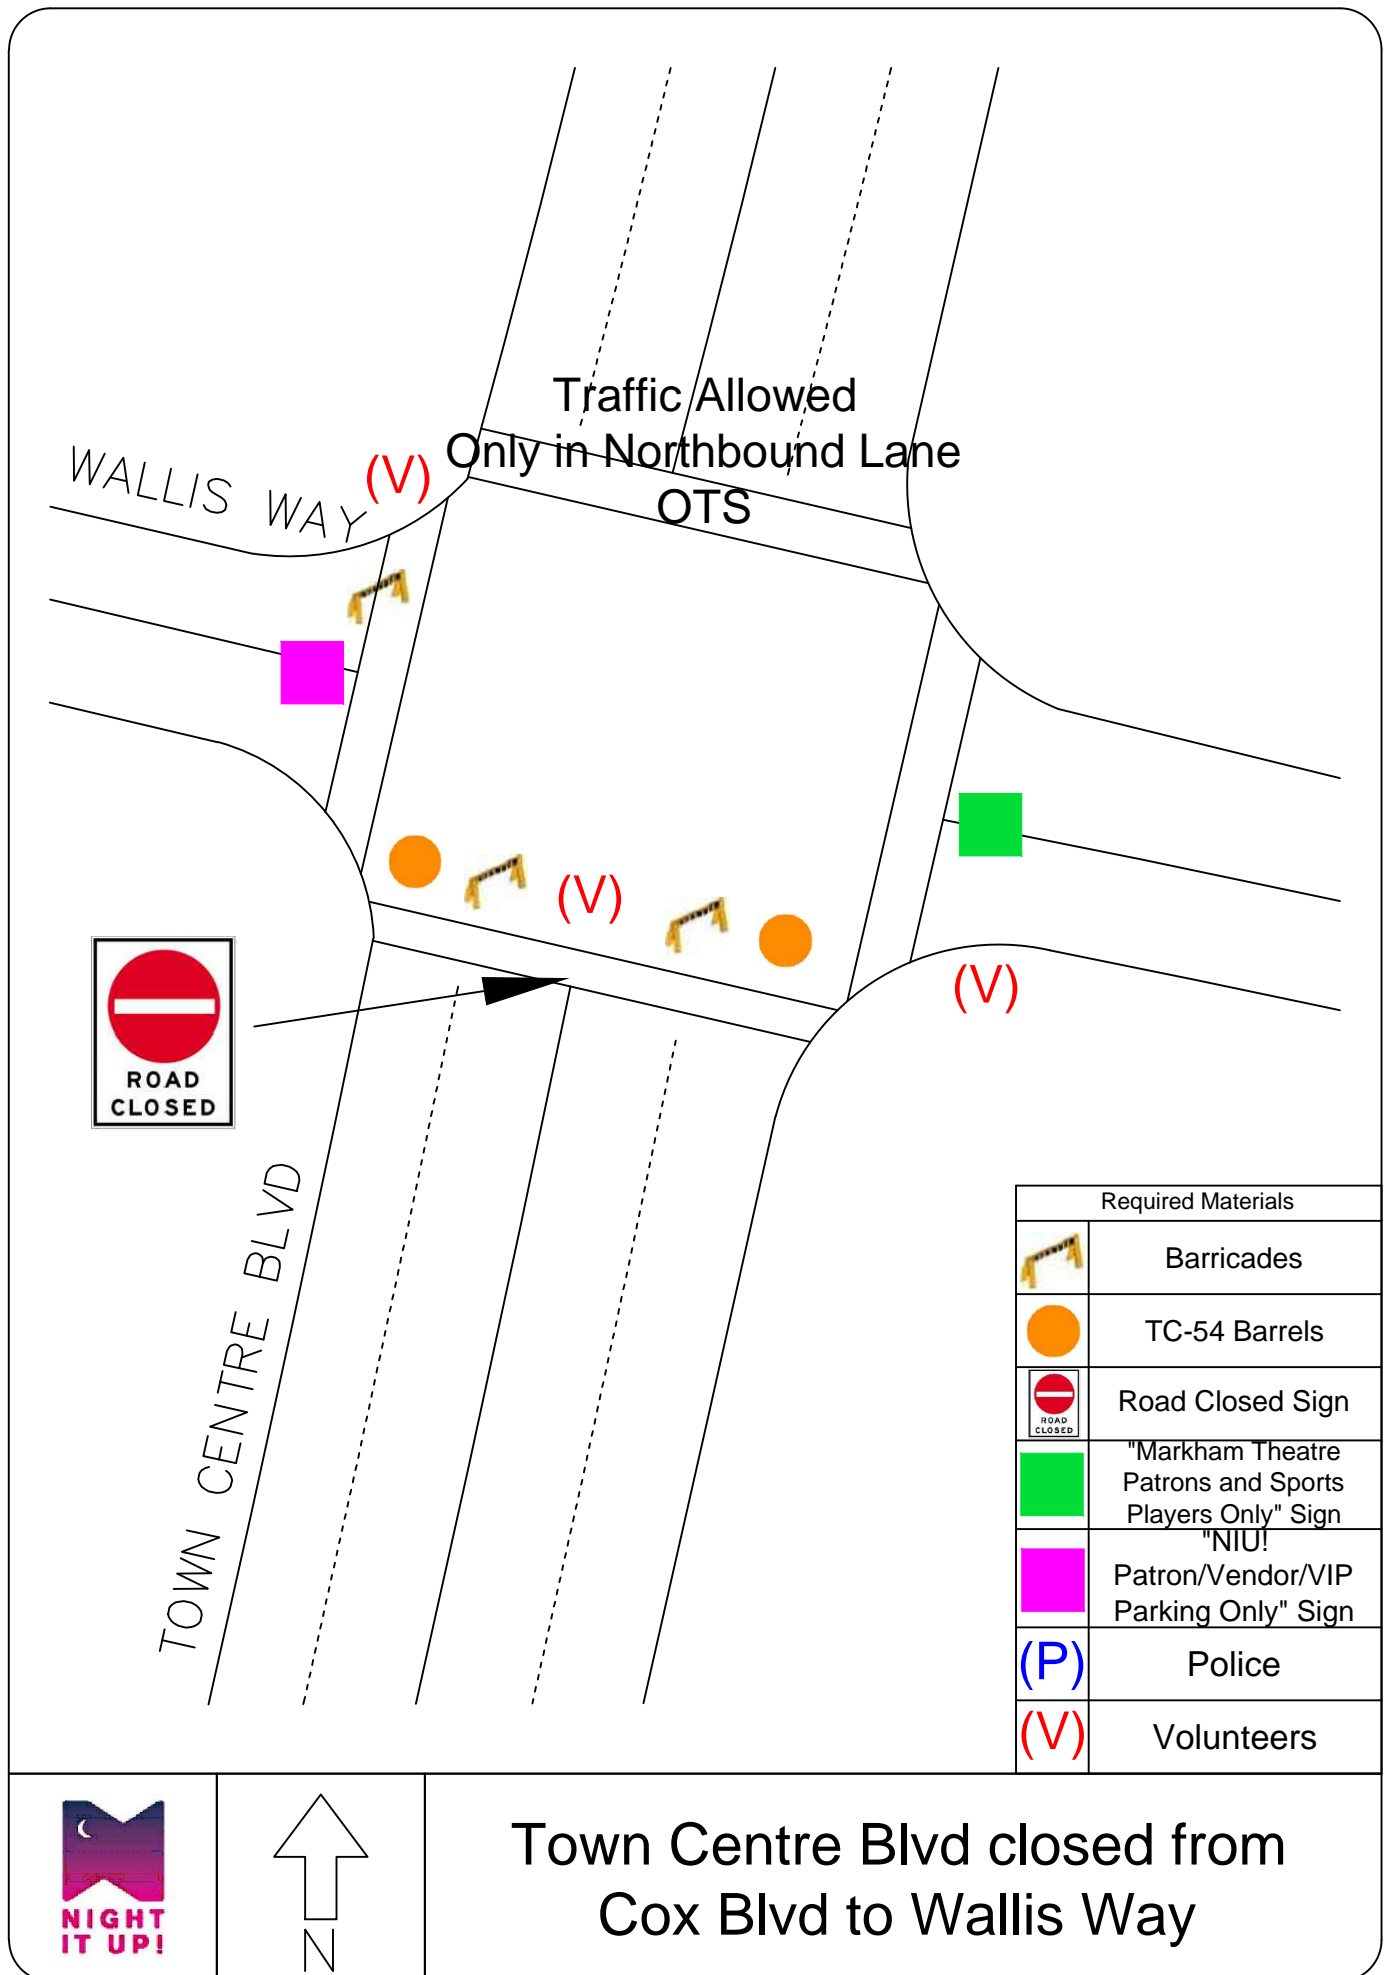 Traffic Allowed
Only in Northbound Lane
OTS
WALLIS WAY
(V)
(V)
(V)
ROAD
CLOSED
TOWN CENTRE BLVD
Required Materials
Barricades
TC-54 Barrels
ROAD
CLOSED
Road Closed Sign
"Markham Theatre
Patrons and Sports
Players Only" Sign
"NIU!
Patron/Vendor/VIP
Parking Only" Sign
(P)
Police
(V)
Volunteers
NIGHT
IT UP!
N
Town Centre Blvd closed from
Cox Blvd to Wallis Way